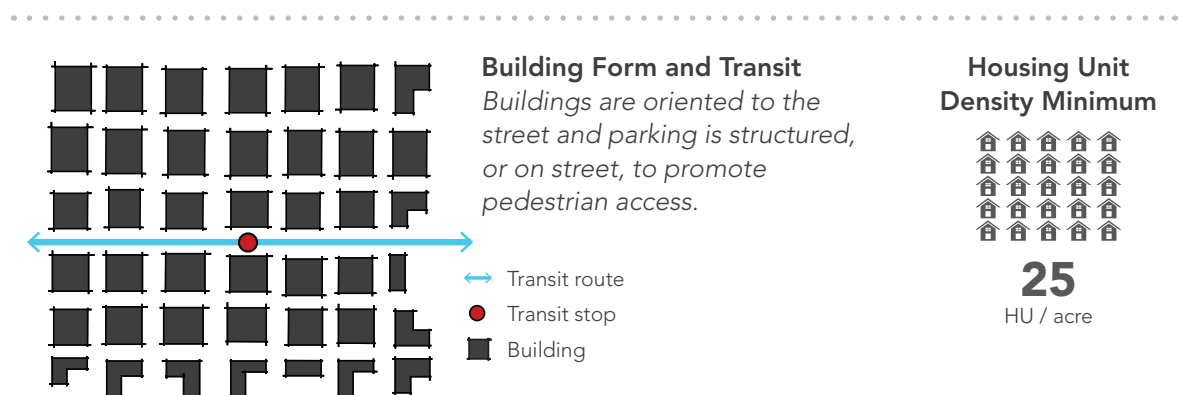 Building Form and Transit
Buildings are oriented to the
street and parking is structured,
or on street, to promote
pedestrian access.
Transit route
Transit stop
Building
Housing Unit
Density Minimum
25
HU / acre